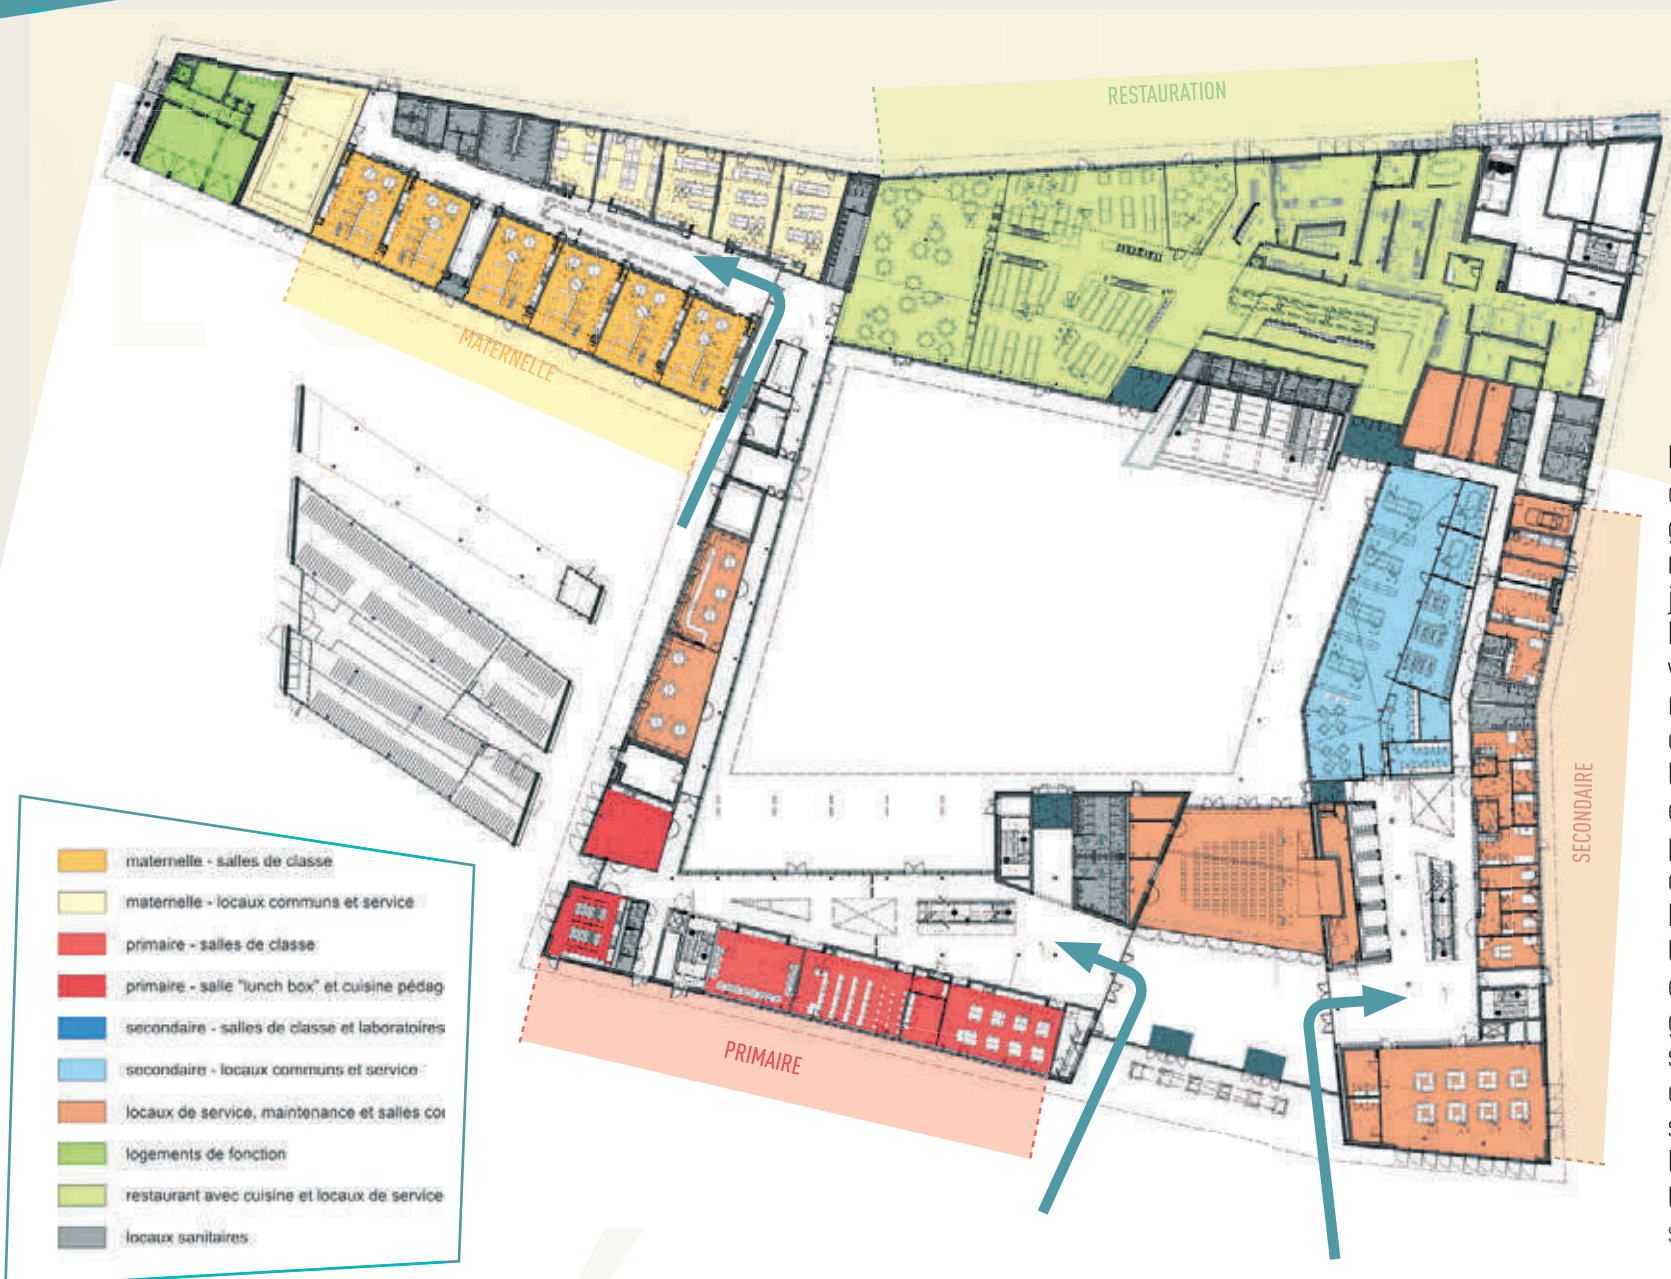 RESTAURATION
MATERNELLE
SECONDAIRE
PRIMAIRE
maternelle - salles de classe
maternelle - locaux communs et service
primaire - salles de classe
primaire - salle "lunch box" et cuisine pédag
secondaire - salles de classe et laboratoires
secondaire - locaux communs et service
locaux de service, maintenance et salles co
logements de fonction
restaurant avec cuisine et locaux de service
locaux sanitaires